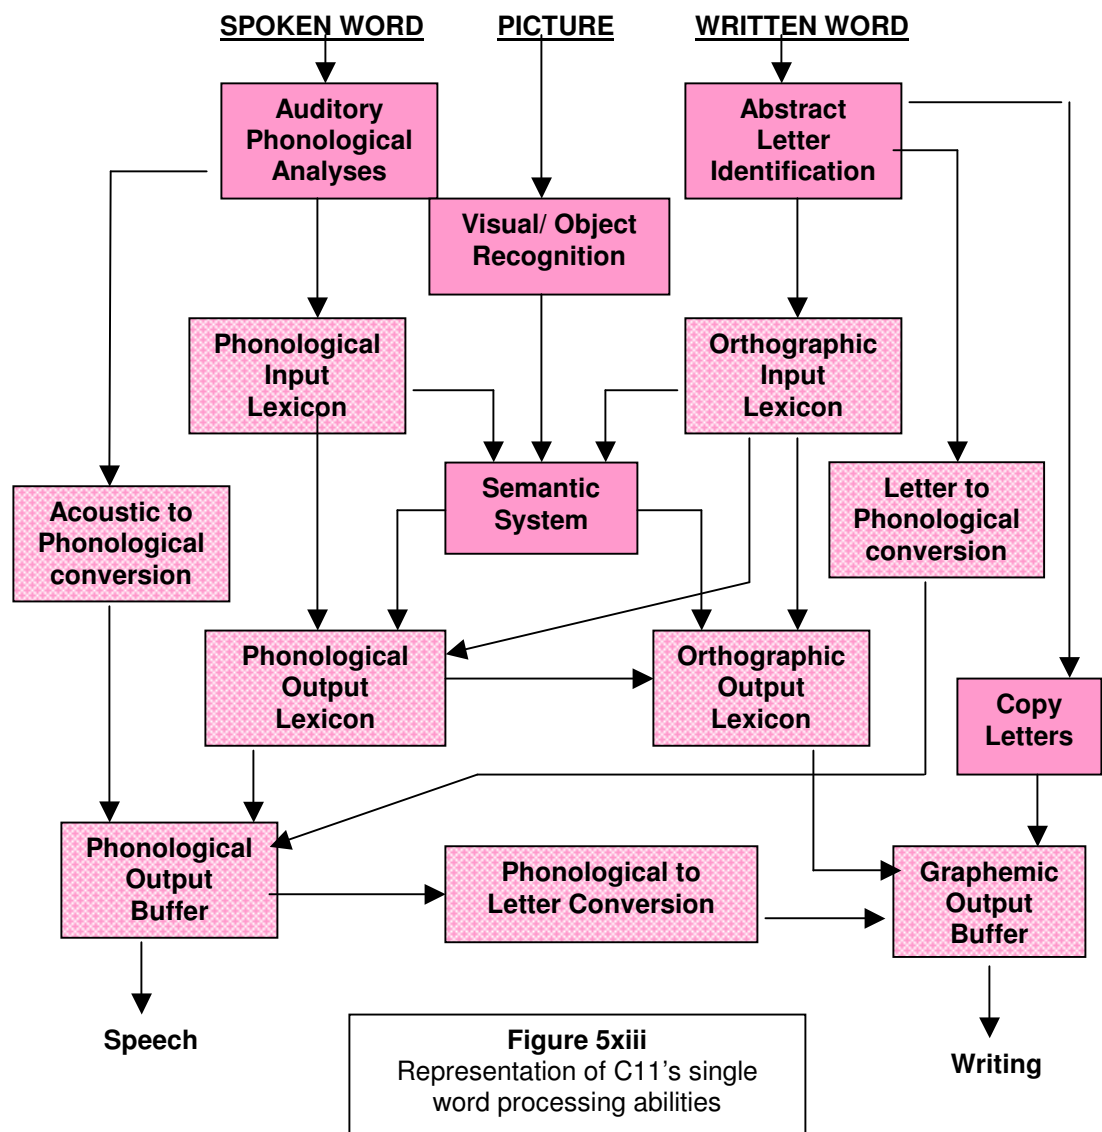 SPOKEN WORD
PICTURE
WRITTEN WORD
Auditory
Phonological
Analyses
Abstract
Letter
Identification
Visual/ Object
Recognition
Phonological
Input
Lexicon
Orthographic
Input
Lexicon
Semantic
System
Acoustic to
Phonological
conversion
Letter to
Phonological
conversion
Phonological
Output
Lexicon
Orthographic
Output
Lexicon
Copy
Letters
Phonological
Output
Buffer
Phonological to
Letter Conversion
Graphemic
Output
Buffer
Speech
Writing
Figure 5xiii
Representation of C11’s single
word processing abilities